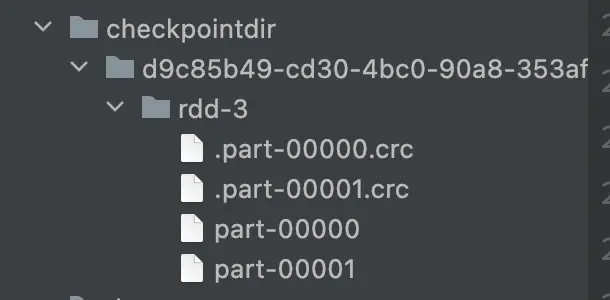 checkpointdir
d9c85b49-cd30-4bc0-90a8-353af
rdd-3
.part-00000.crc
.part-00001.crc
part-00000
part-00001